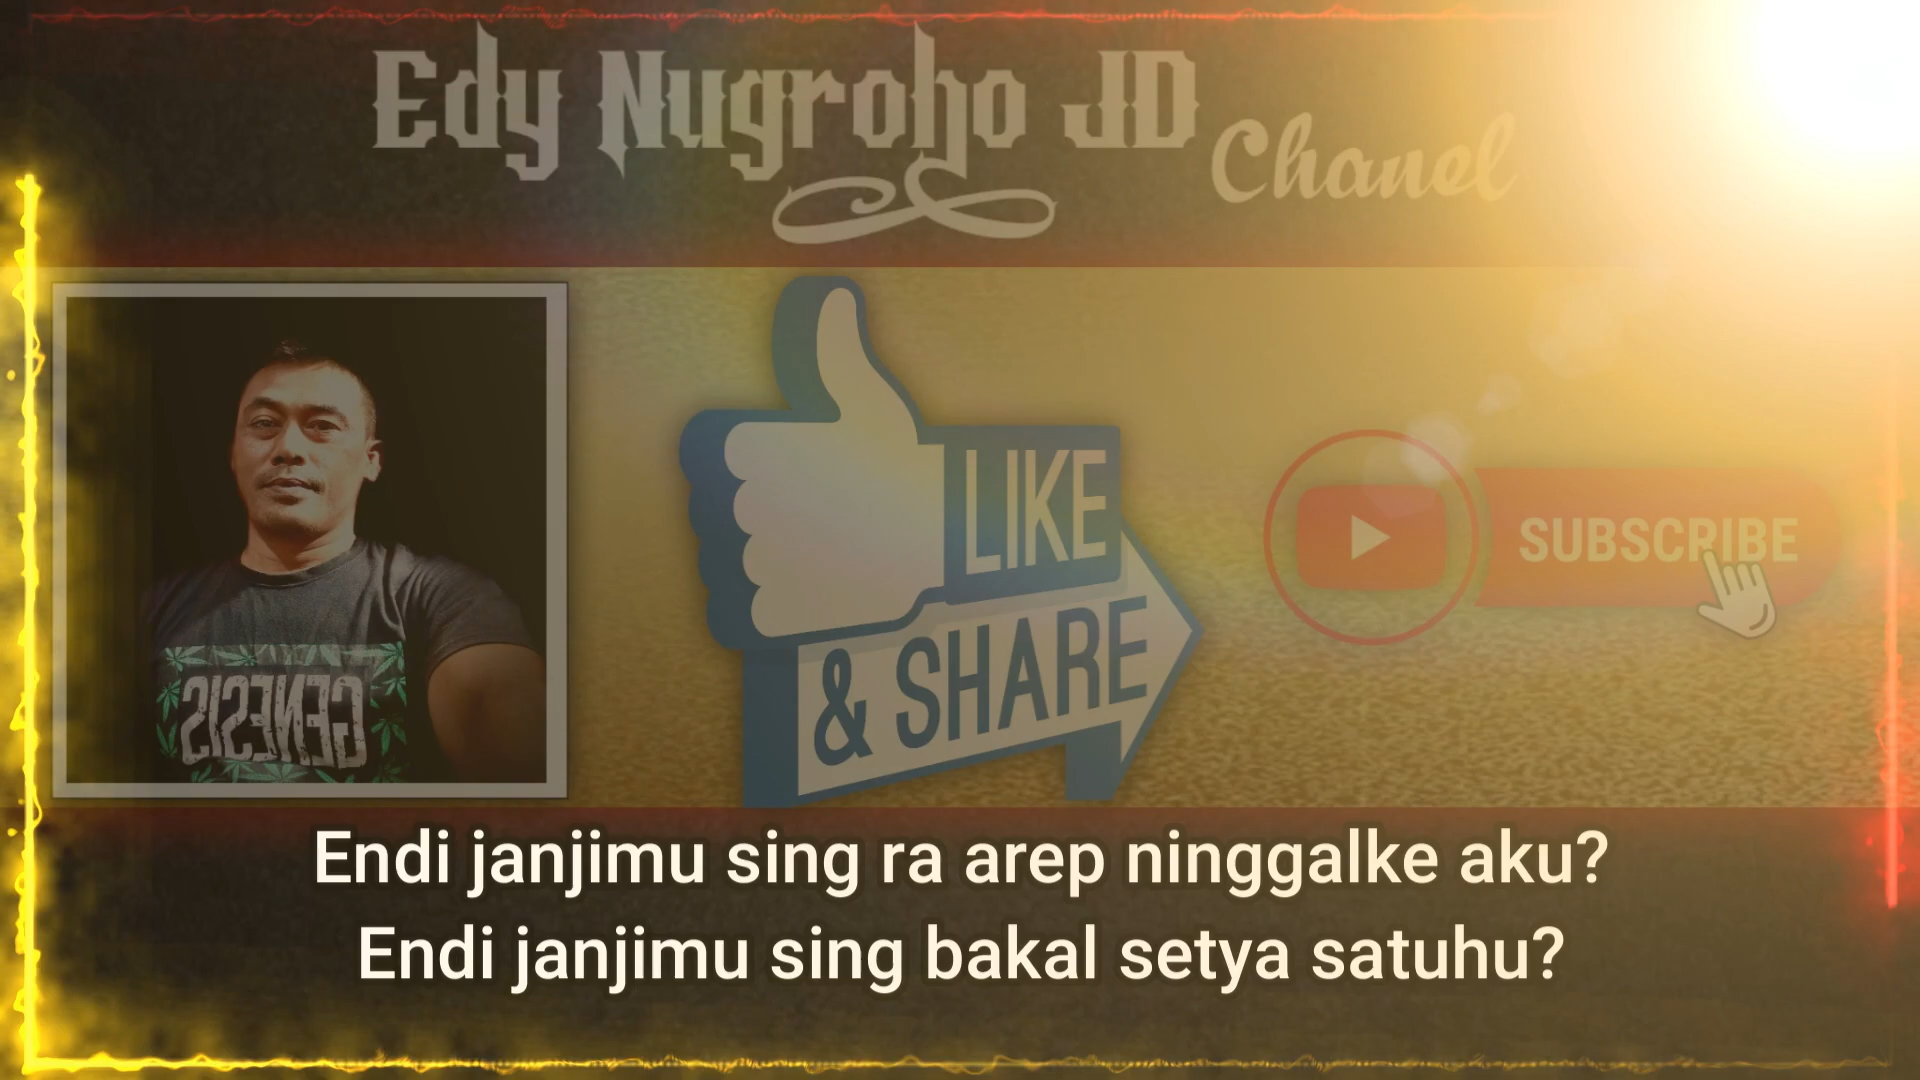 Edy Nugroho JD Chanel
GENESIS
LIKE
& SHARE
SUBSCRIBE
Endi janjimu sing ra arep ninggalke aku?
Endi janjimu sing bakal setya satuhu?